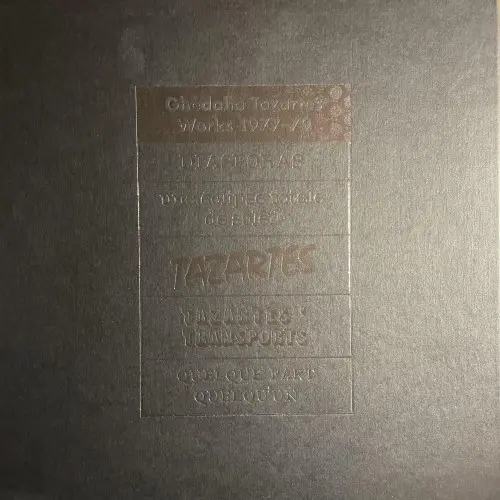 Ghédalia Tazartès
Works 1977-79
DIASPORAS
Une éclipse totale
de soleil
TAZARTES
TAZARTES'
TRANSPORTS
QUELQUE PART
QUELQU'UN